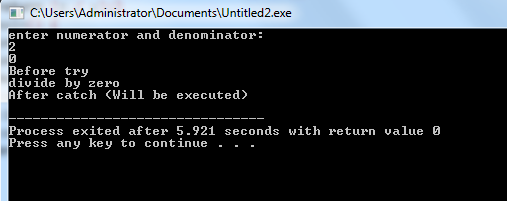 C:\Users\Administrator\Documents\Untitled2.exe
enter numerator and denominator:
2
0
Before try
divide by zero
After catch (Will be executed)
--------------------------------
Process exited after 5.921 seconds with return value 0
Press any key to continue . . .